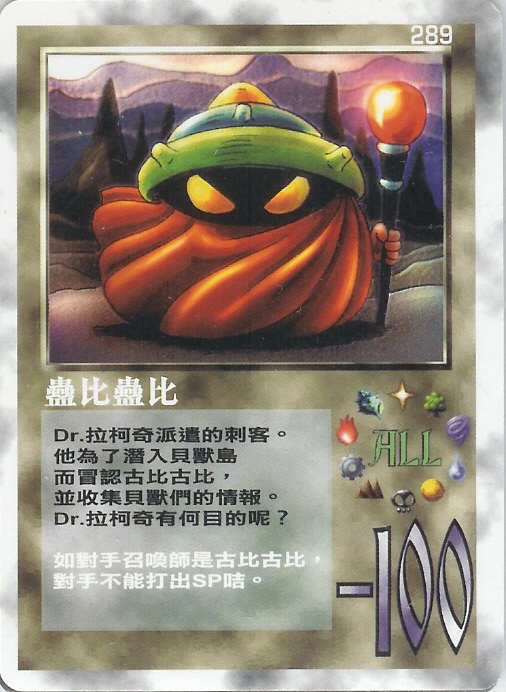 289
蠱比蠱比
Dr.拉柯奇派遣的刺客。
他為了潛入貝獸島
而冒認古比古比，
並收集貝獸們的情報。
Dr.拉柯奇有何目的呢？
如對手召喚師是古比古比，
對手不能打出SP咭。
ALL
-100